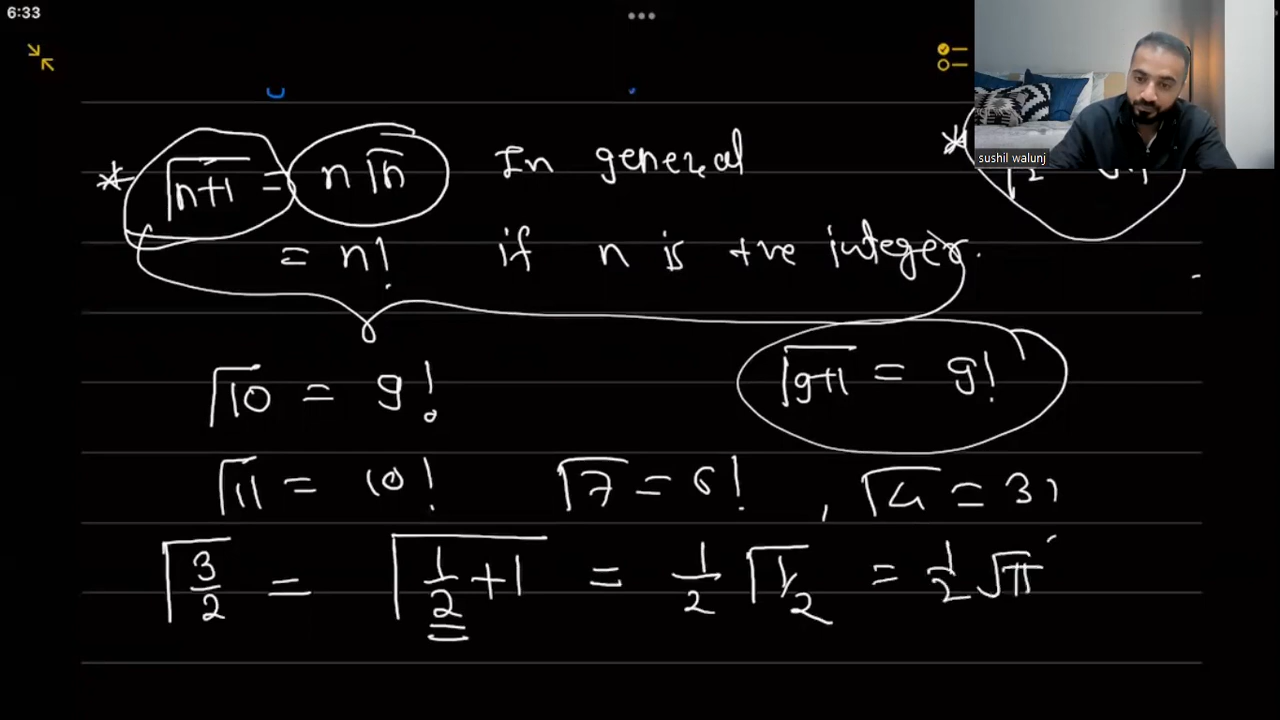 6:33
sushil walunj
* Γn+1 = n Γn In general *
= n! if n is +ve integer.
Γ10 = 9! Γ9+1 = 9!
Γ11 = 10! Γ7 = 6! , Γ4 = 3!
Γ3/2 = Γ1/2+1 = 1/2 Γ1/2 = 1/2 √π